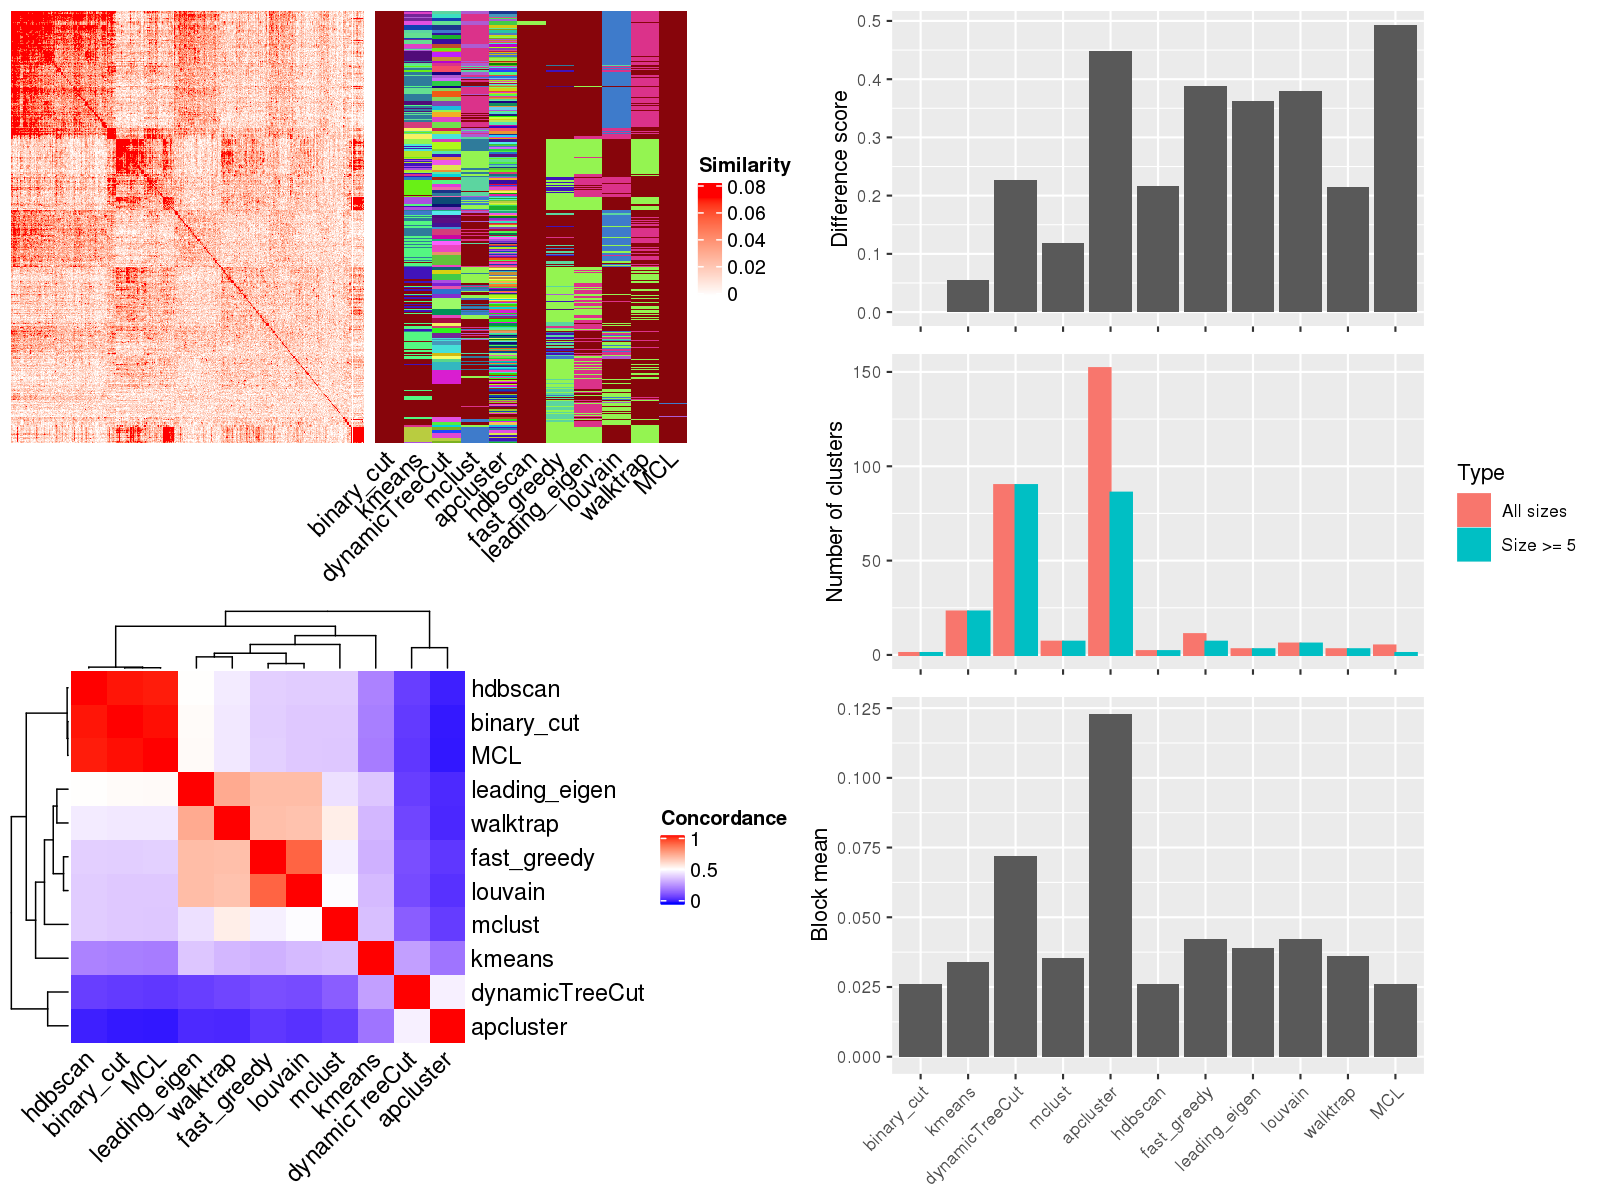 Similarity
0.08
0.06
0.04
0.02
0
binary_cut
kmeans
dynamicTreeCut
mclust
apcluster
hdbscan
fast_greedy
leading_eigen
louvain
walktrap
MCL
hdbscan
binary_cut
MCL
leading_eigen
walktrap
fast_greedy
louvain
mclust
kmeans
dynamicTreeCut
apcluster
Concordance
1
0.5
0
hdbscan
binary_cut
MCL
leading_eigen
walktrap
fast_greedy
louvain
mclust
kmeans
dynamicTreeCut
apcluster
Difference score
0.5
0.4
0.3
0.2
0.1
0.0
Number of clusters
150
100
50
0
Type
All sizes
Size >= 5
Block mean
0.125
0.100
0.075
0.050
0.025
0.000
binary_cut
kmeans
dynamicTreeCut
mclust
apcluster
hdbscan
fast_greedy
leading_eigen
louvain
walktrap
MCL